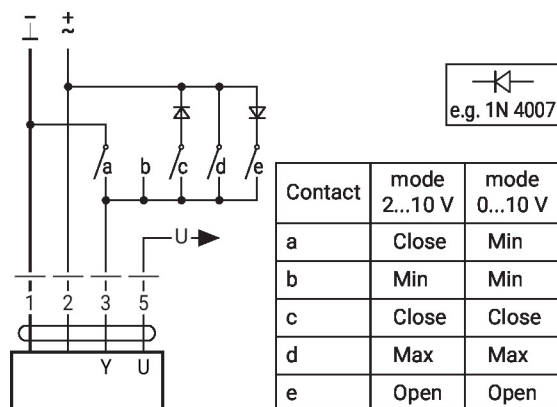 ⊥ +
~
e.g. 1N 4007
a b c d e
U
1 2 3 5
Y U
Contact mode 2...10 V mode 0...10 V
a Close Min
b Min Min
c Close Close
d Max Max
e Open Open